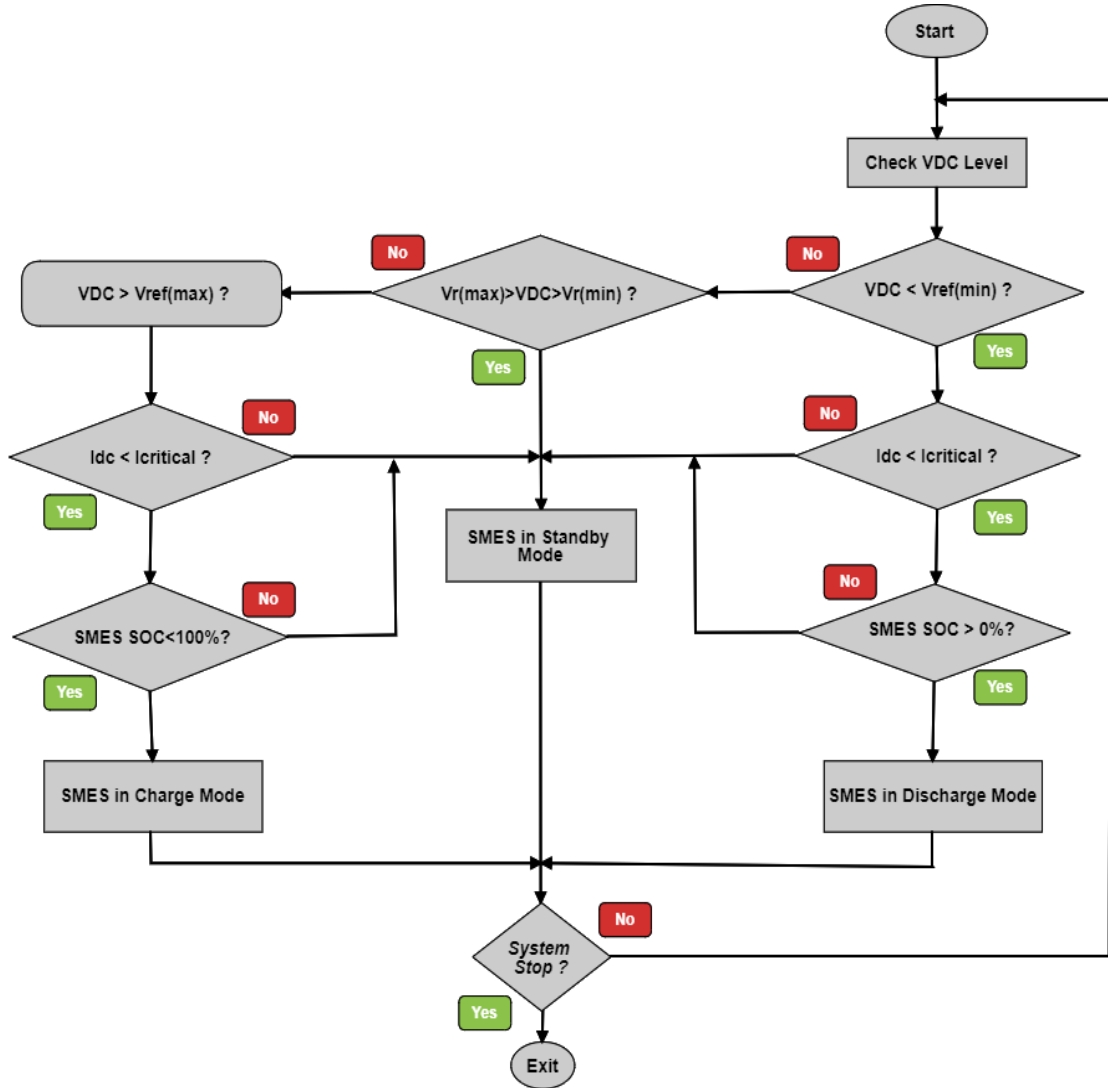 Start
Check VDC Level
No
No
VDC > Vref(max) ?
Vr(max)>VDC>Vr(min) ?
VDC < Vref(min) ?
Yes
Yes
No
No
Idc < Icritical ?
Idc < Icritical ?
Yes
Yes
SMES in Standby
Mode
No
No
SMES SOC<100%?
SMES SOC > 0%?
Yes
Yes
SMES in Charge Mode
SMES in Discharge Mode
No
System
Stop ?
Yes
Exit